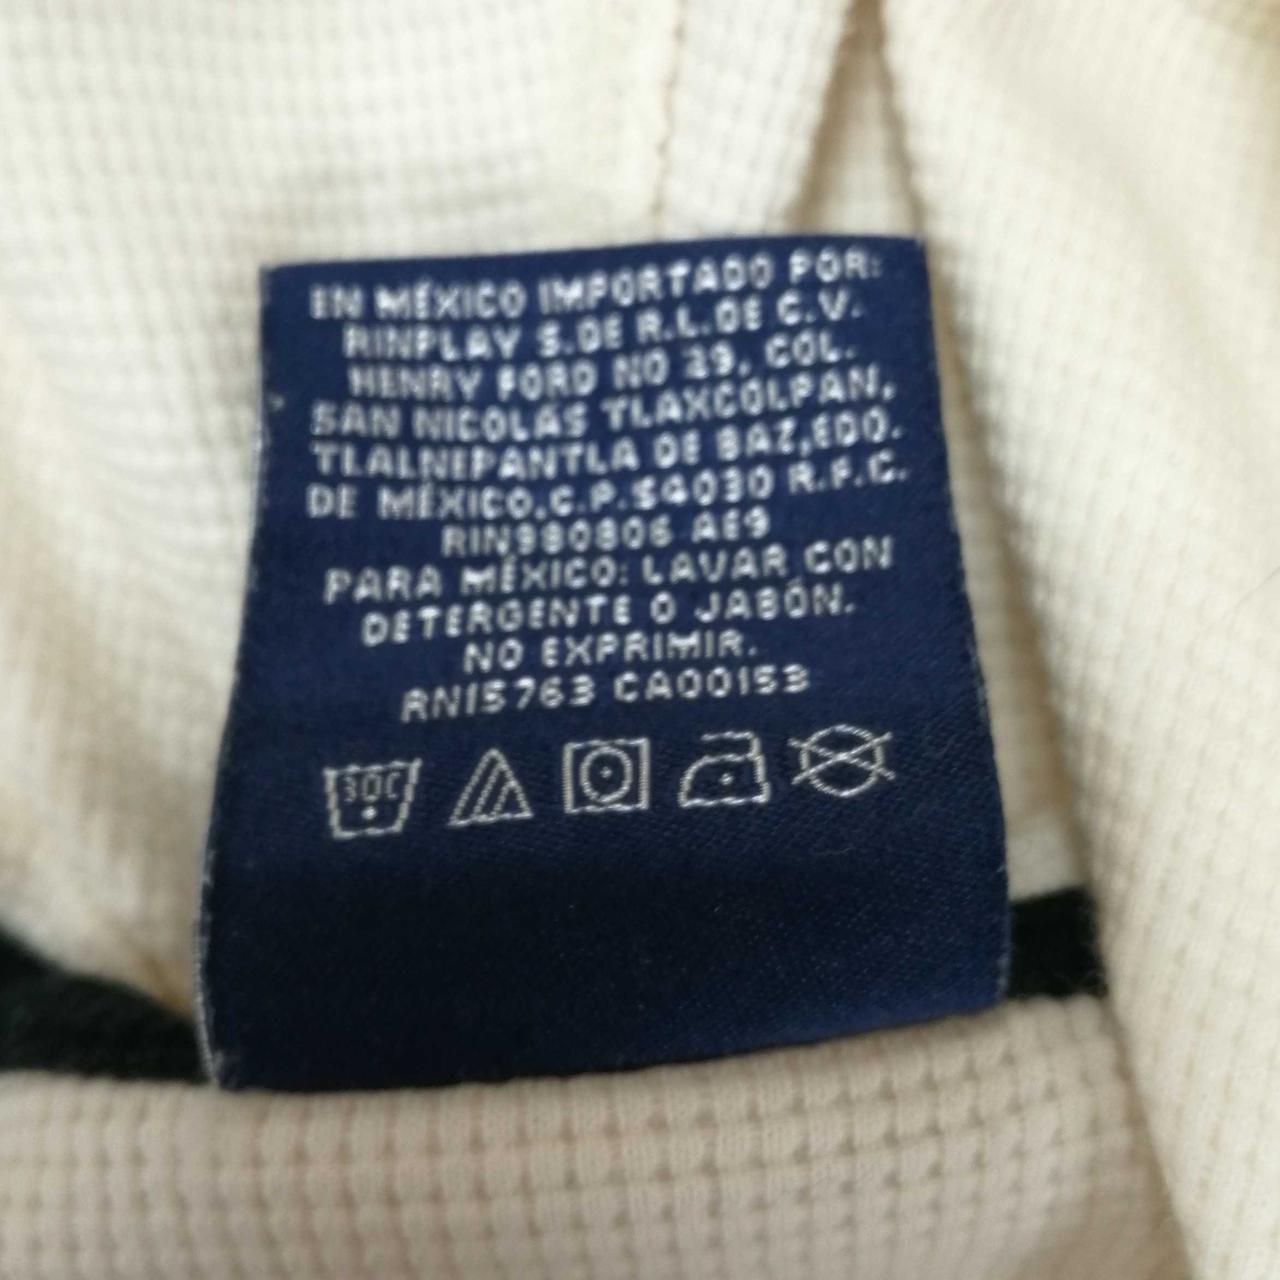 EN MÉXICO IMPORTADO POR:
RINPLAY S.DE R.L.DE C.V.
HENRY FORD NO 29, COL.
SAN NICOLÁS TLAXCOLPAN,
TLALNEPANTLA DE BAZ,EDO.
DE MÉXICO,C.P.54030 R.F.C.
RIN980806 AE9
PARA MÉXICO: LAVAR CON
DETERGENTE O JABÓN.
NO EXPRIMIR.
RN15763 CA00153
30C